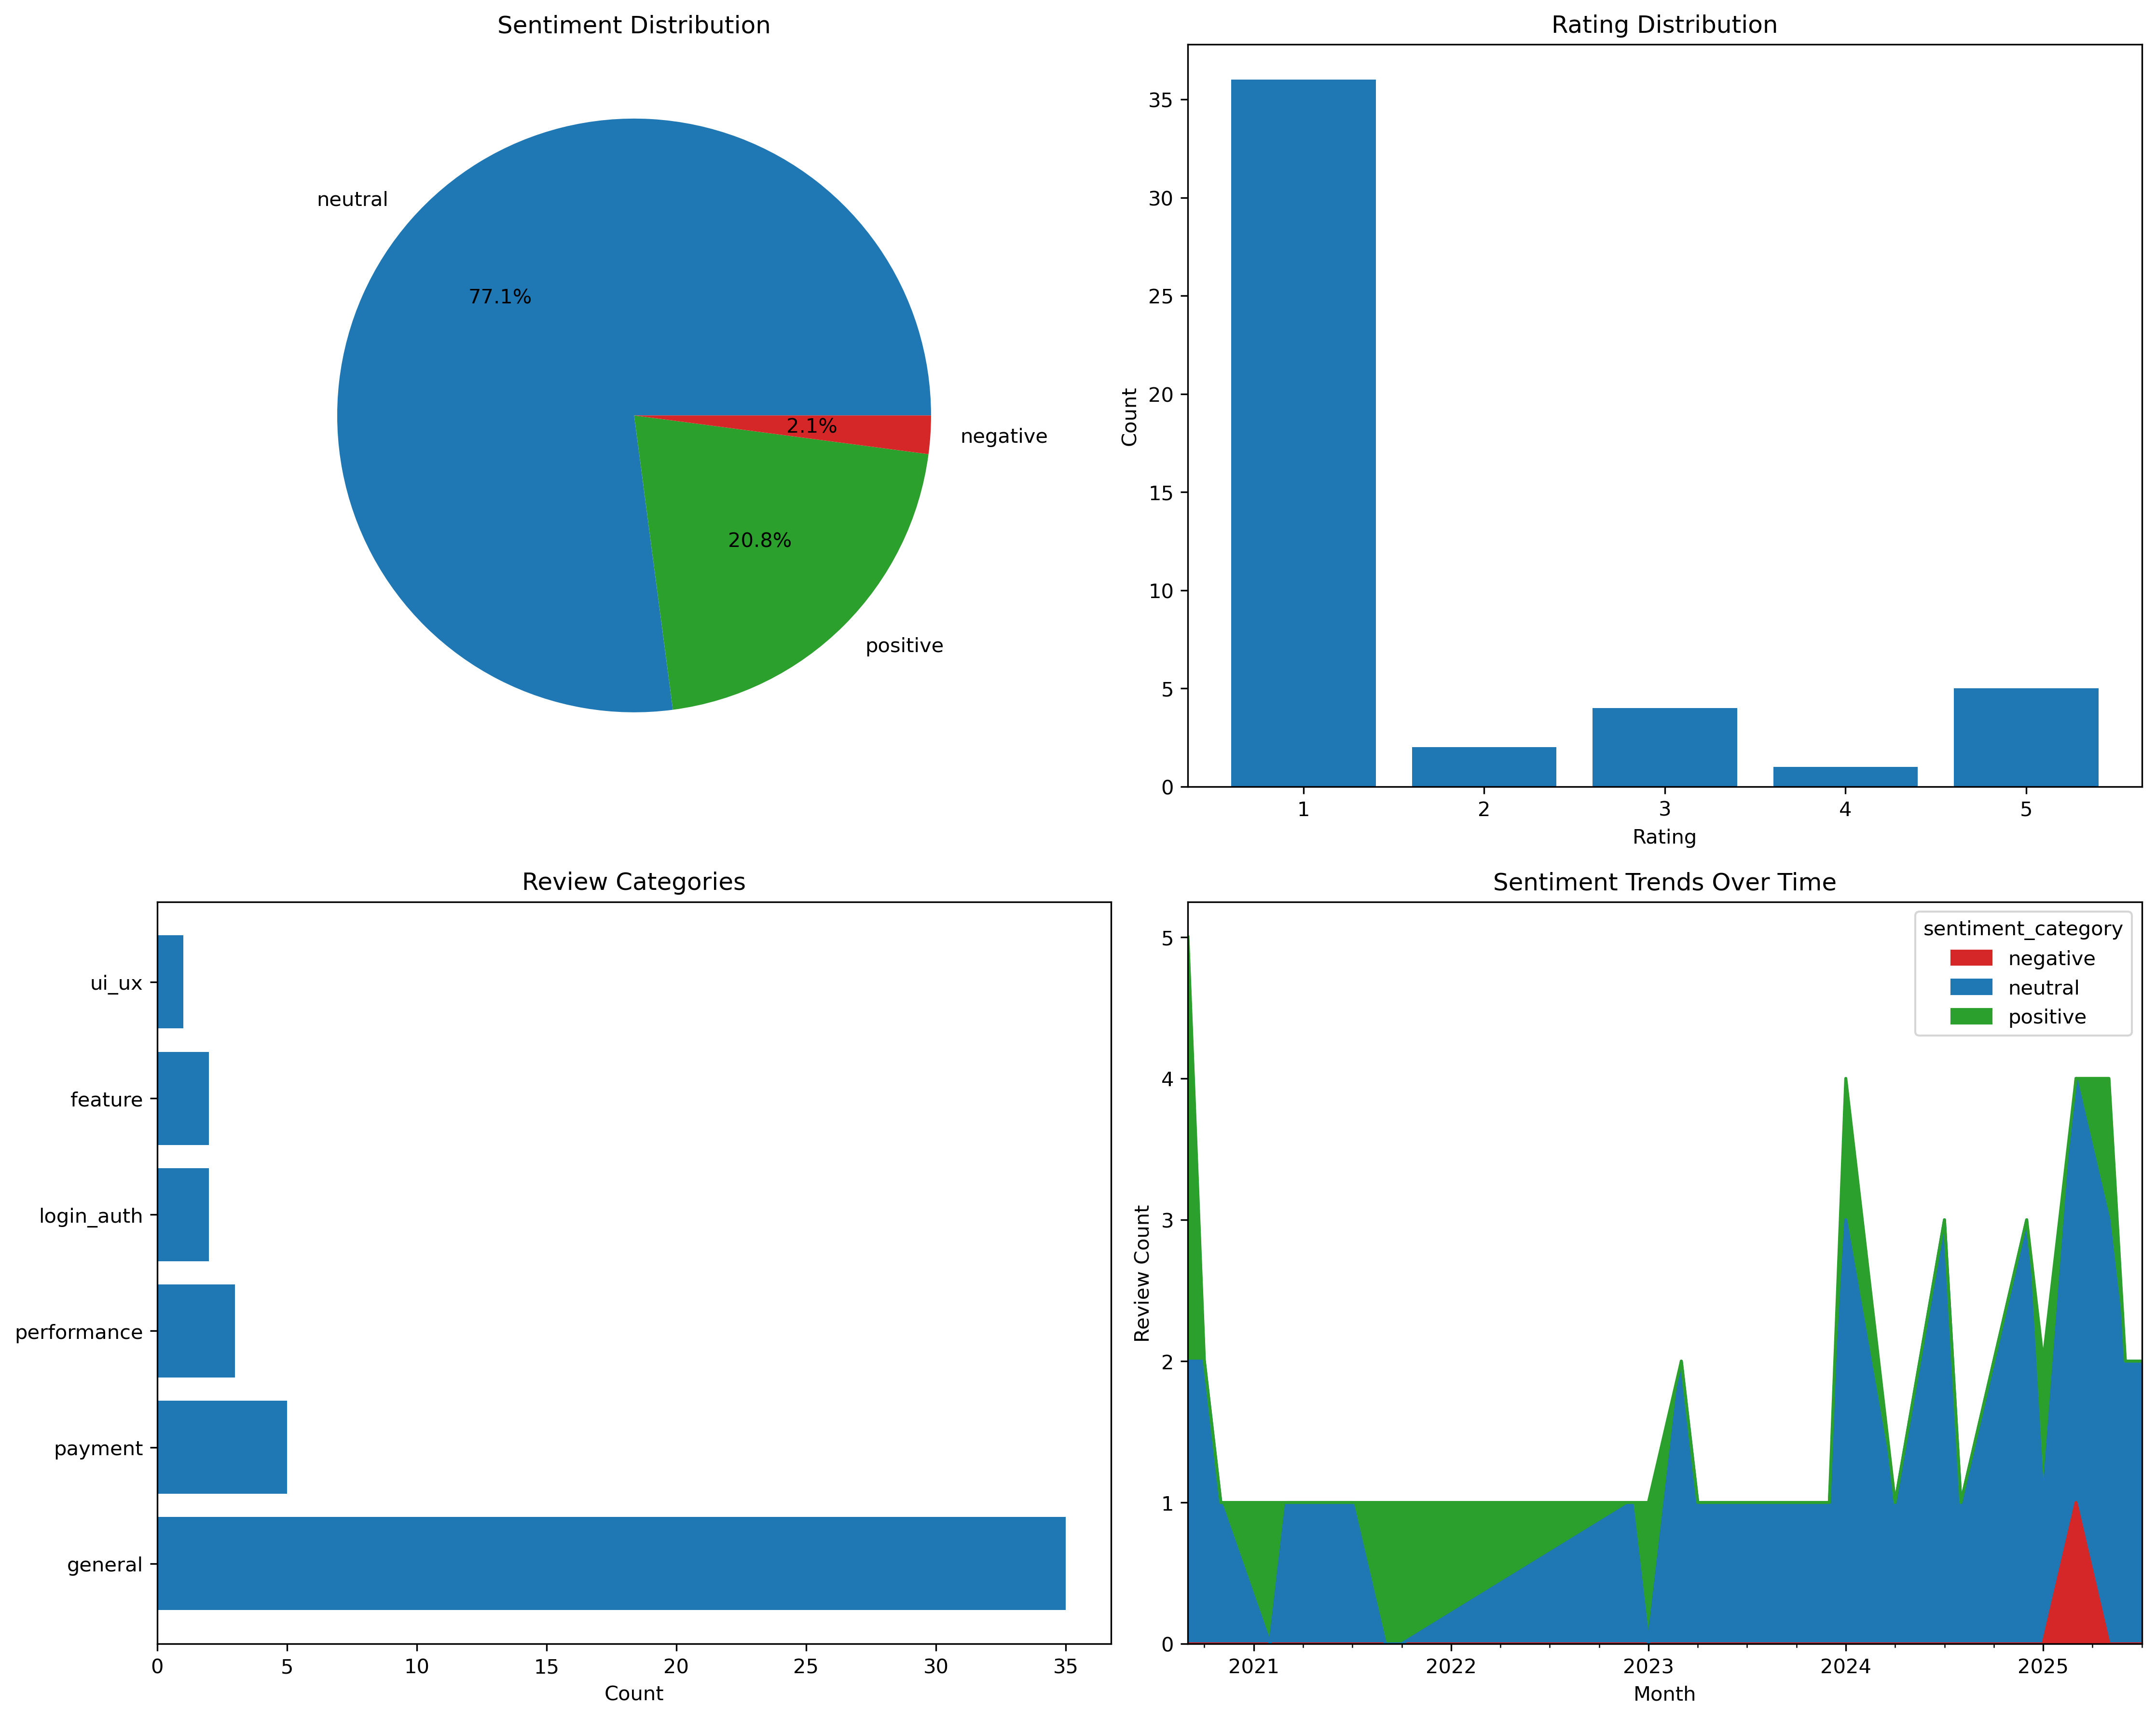 Sentiment Distribution
neutral
77.1%
2.1%
negative
20.8%
positive
Rating Distribution
Count
35
30
25
20
15
10
5
0
1 2 3 4 5
Rating
Review Categories
ui_ux
feature
login_auth
performance
payment
general
0 5 10 15 20 25 30 35
Count
Sentiment Trends Over Time
sentiment_category
negative
neutral
positive
Review Count
5
4
3
2
1
0
2021 2022 2023 2024 2025
Month